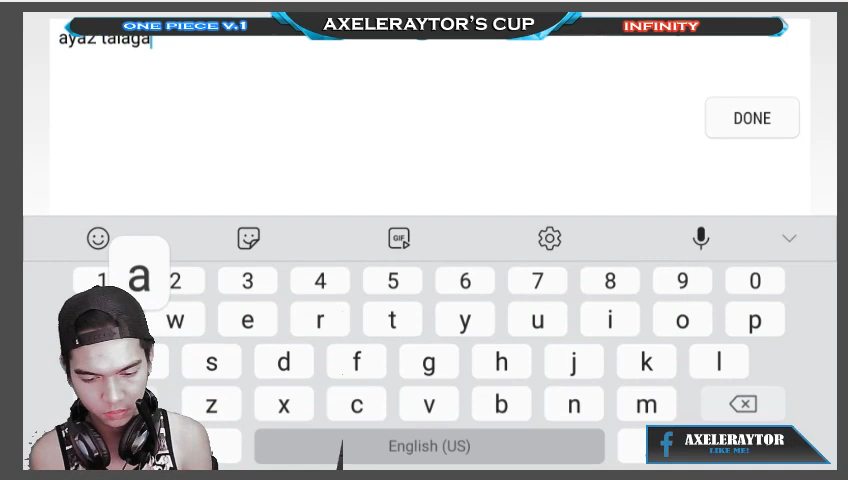 ONE PIECE V.1 AXELERAYTOR'S CUP INFINITY
aya2 talaga
DONE
GIF
1 a 2 3 4 5 6 7 8 9 0
w e r t y u i o p
s d f g h j k l
z x c v b n m
English (US)
f AXELERAYTOR
LIKE ME!